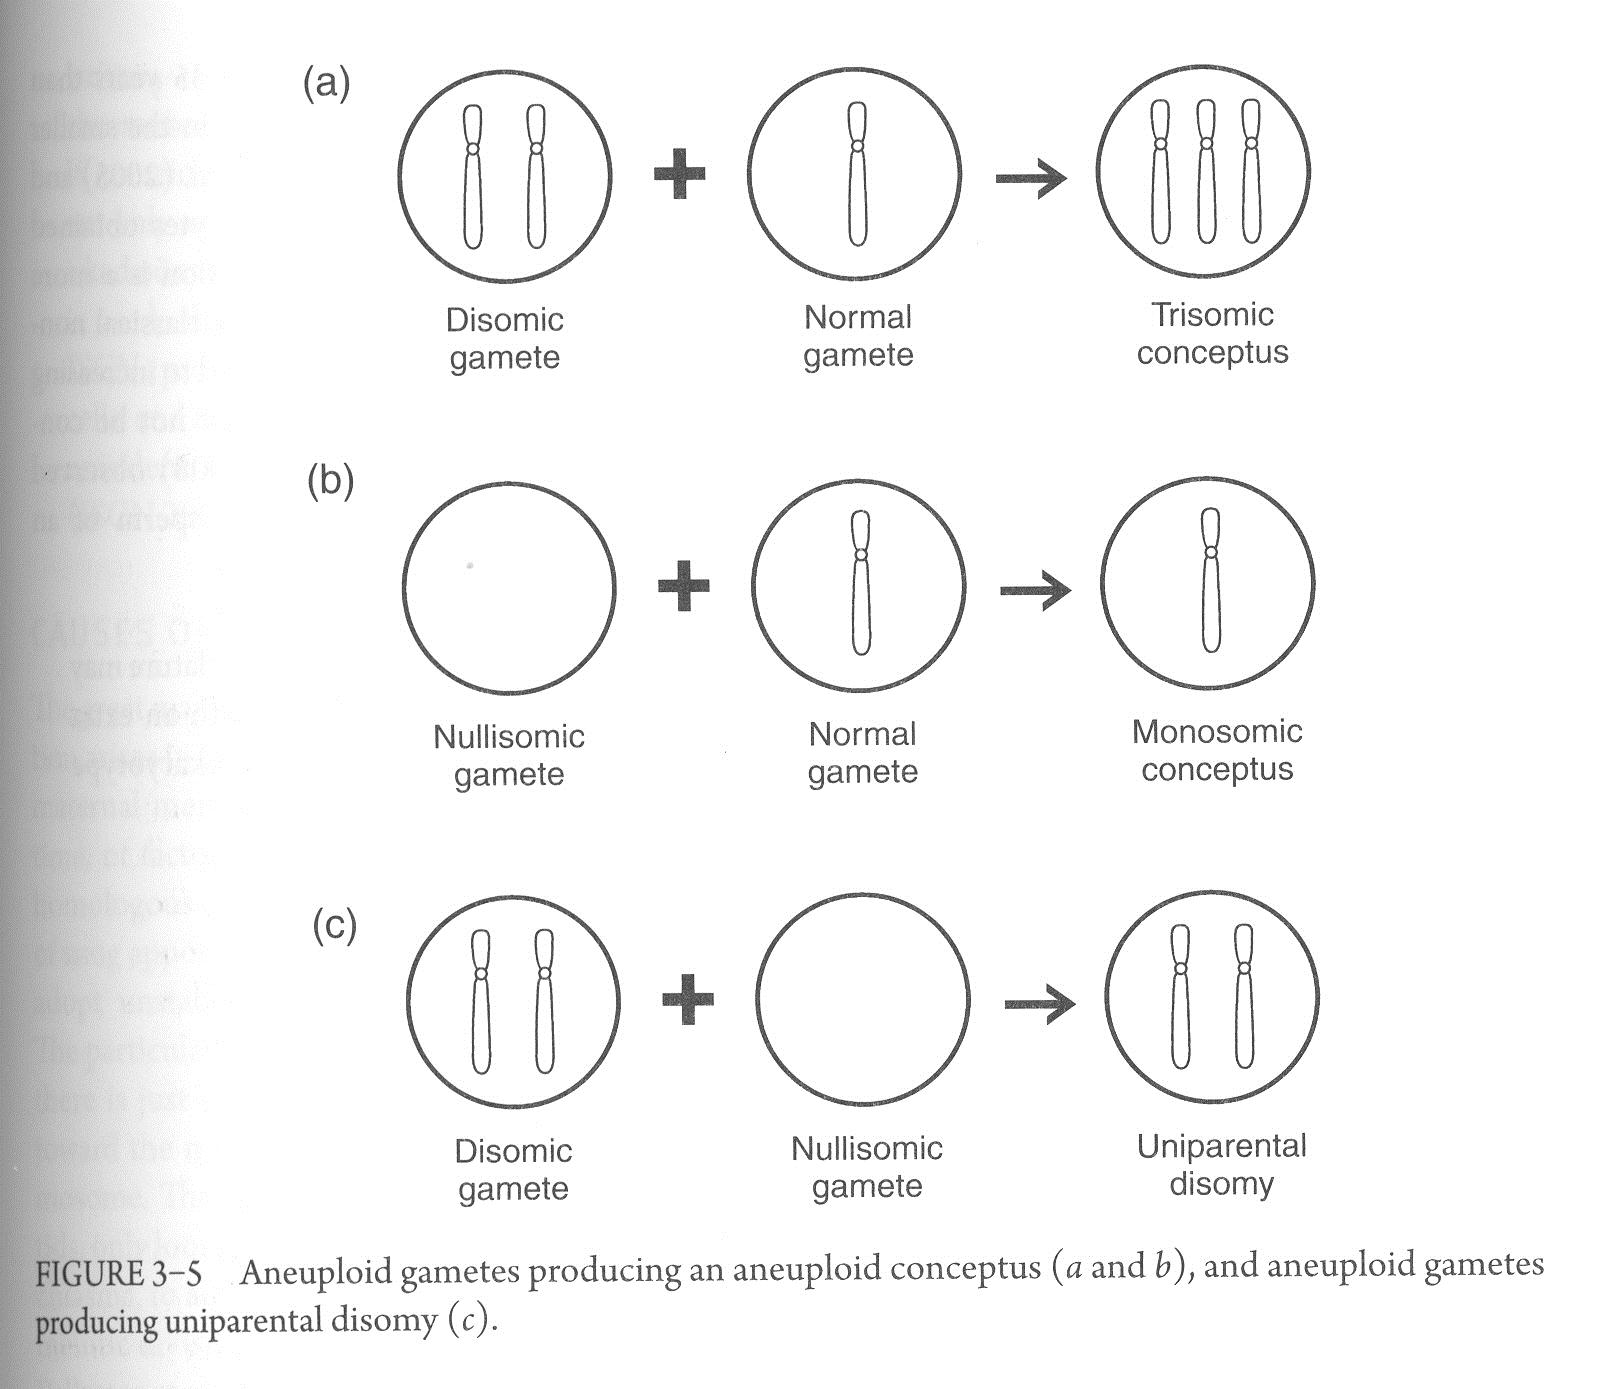 (a)
Disomic
gamete
Normal
gamete
Trisomic
conceptus
(b)
Nullisomic
gamete
Normal
gamete
Monosomic
conceptus
(c)
Disomic
gamete
Nullisomic
gamete
Uniparental
disomy
FIGURE 3–5 Aneuploid gametes producing an aneuploid conceptus (a and b), and aneuploid gametes
producing uniparental disomy (c).